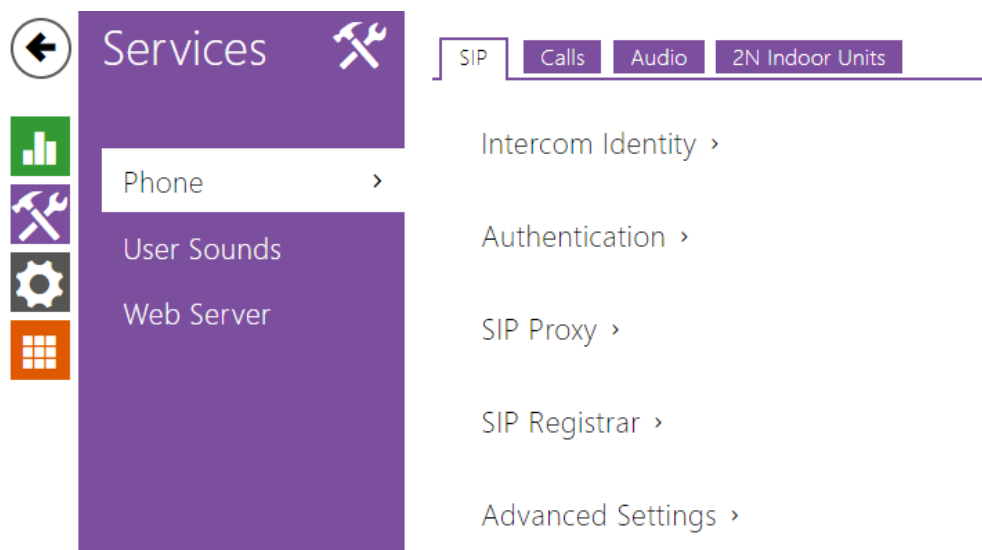 Services
Phone
User Sounds
Web Server
SIP
Calls
Audio
2N Indoor Units
Intercom Identity
Authentication
SIP Proxy
SIP Registrar
Advanced Settings